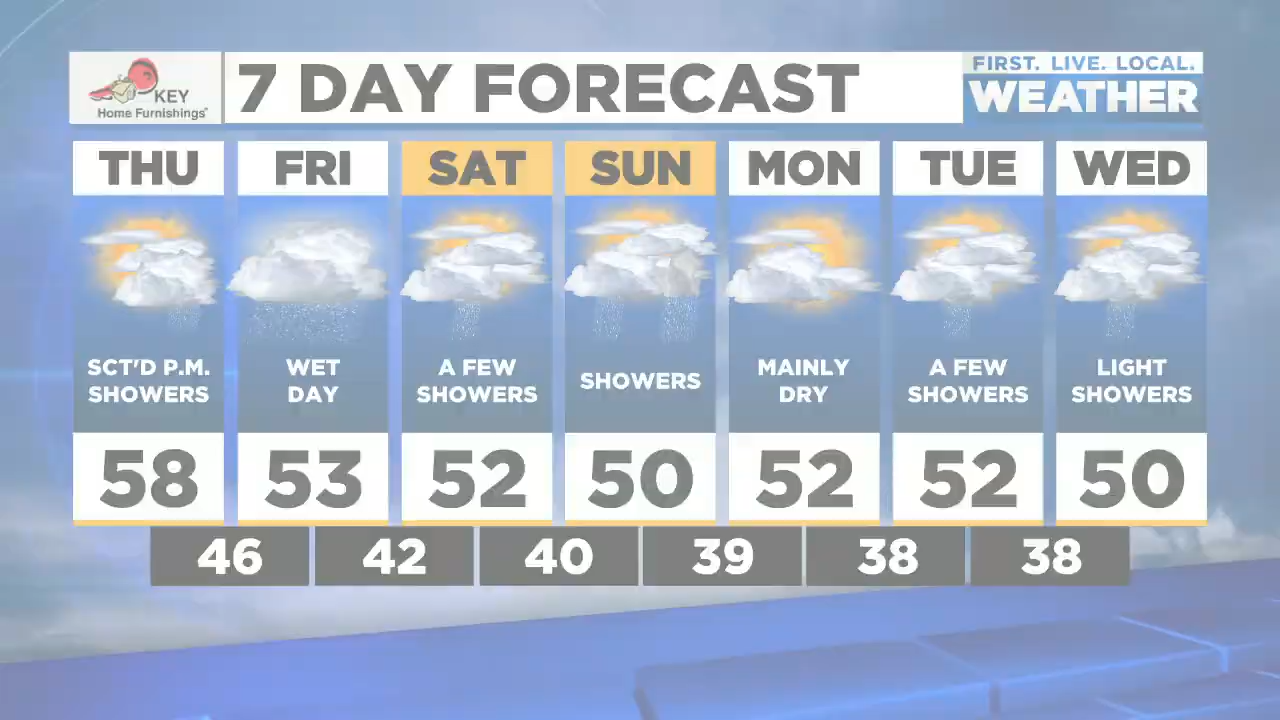 KEY
Home Furnishings
7 DAY FORECAST
FIRST. LIVE. LOCAL.
WEATHER
THU FRI SAT SUN MON TUE WED
SCT'D P.M.
SHOWERS
WET
DAY
A FEW
SHOWERS
SHOWERS
MAINLY
DRY
A FEW
SHOWERS
LIGHT
SHOWERS
58 53 52 50 52 52 50
46 42 40 39 38 38